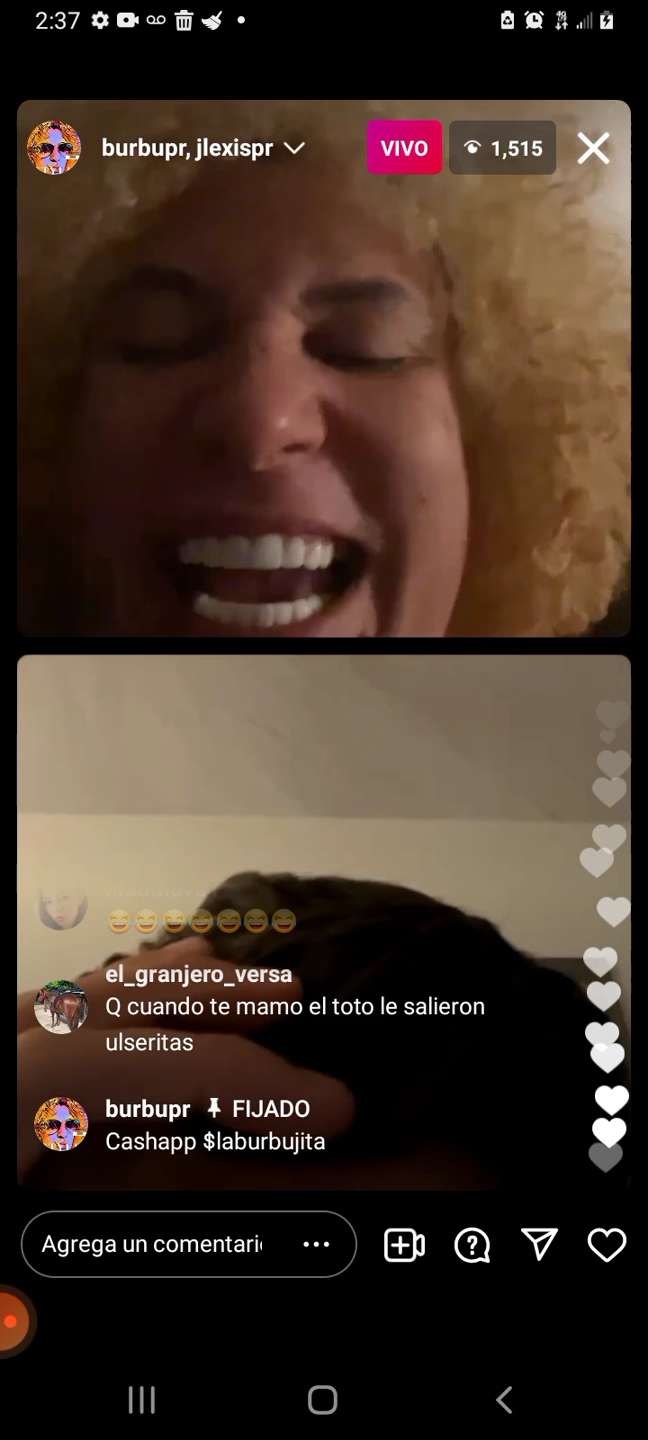 2:37
burbupr, jlexispr
VIVO
1,515
el_granjero_versa
Q cuando te mamo el toto le salieron
ulseritas
burbupr FIJADO
Cashapp $laburbujita
Agrega un comentari